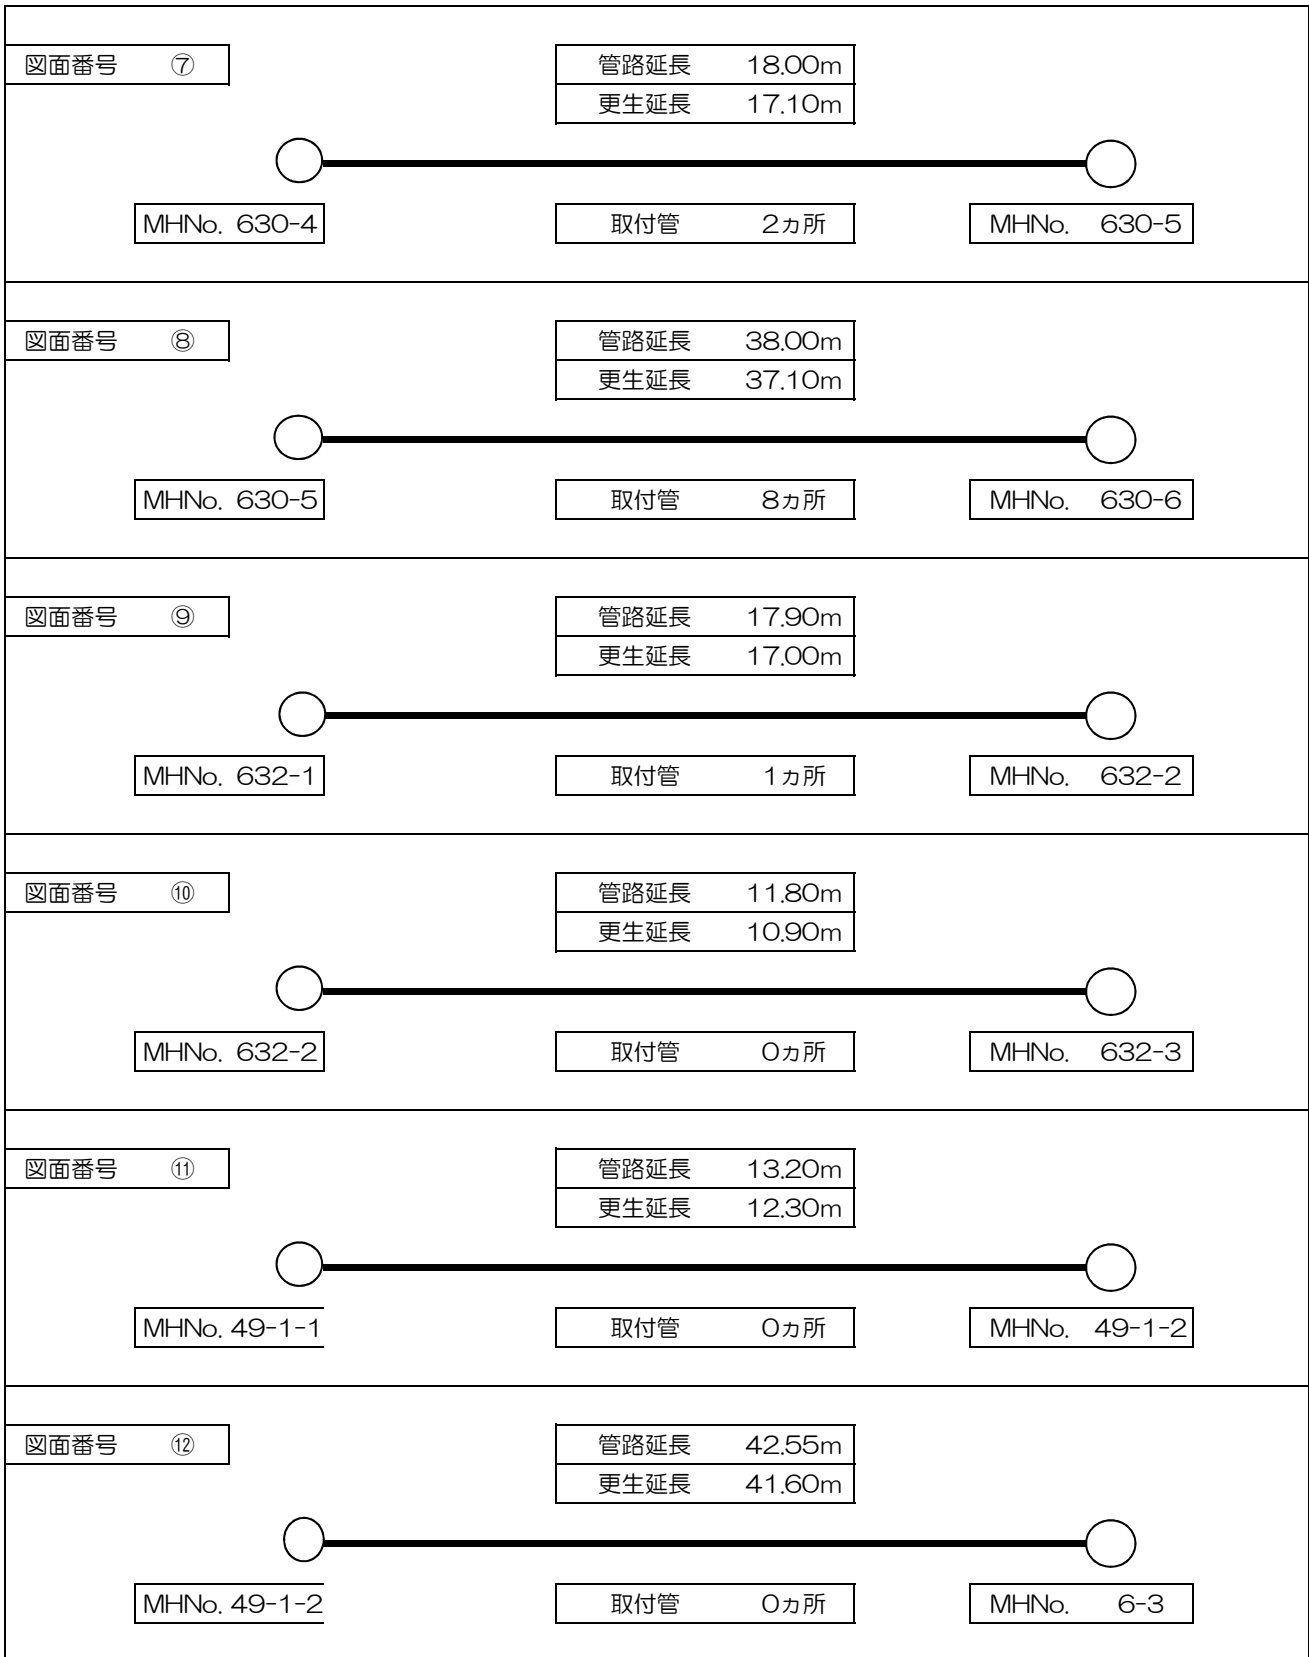 図面番号 ⑦ 管路延長 18.00m
更生延長 17.10m
MHNo. 630-4 取付管 2ヵ所 MHNo. 630-5
図面番号 ⑧ 管路延長 38.00m
更生延長 37.10m
MHNo. 630-5 取付管 8ヵ所 MHNo. 630-6
図面番号 ⑨ 管路延長 17.90m
更生延長 17.00m
MHNo. 632-1 取付管 1ヵ所 MHNo. 632-2
図面番号 ⑩ 管路延長 11.80m
更生延長 10.90m
MHNo. 632-2 取付管 0ヵ所 MHNo. 632-3
図面番号 ⑪ 管路延長 13.20m
更生延長 12.30m
MHNo. 49-1-1 取付管 0ヵ所 MHNo. 49-1-2
図面番号 ⑫ 管路延長 42.55m
更生延長 41.60m
MHNo. 49-1-2 取付管 0ヵ所 MHNo. 6-3